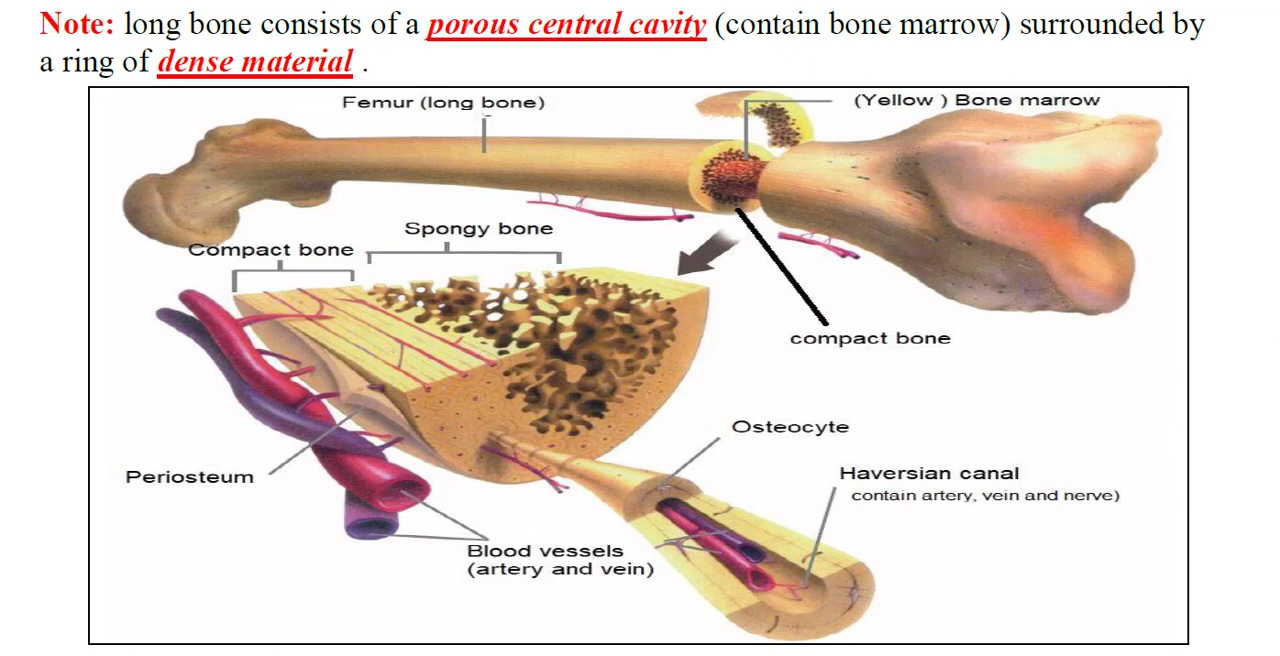 Note: long bone consists of a porous central cavity (contain bone marrow) surrounded by
a ring of dense material .
Femur (long bone)
(Yellow ) Bone marrow
Spongy bone
Compact bone
compact bone
Osteocyte
Periosteum
Haversian canal
contain artery, vein and nerve)
Blood vessels
(artery and vein)